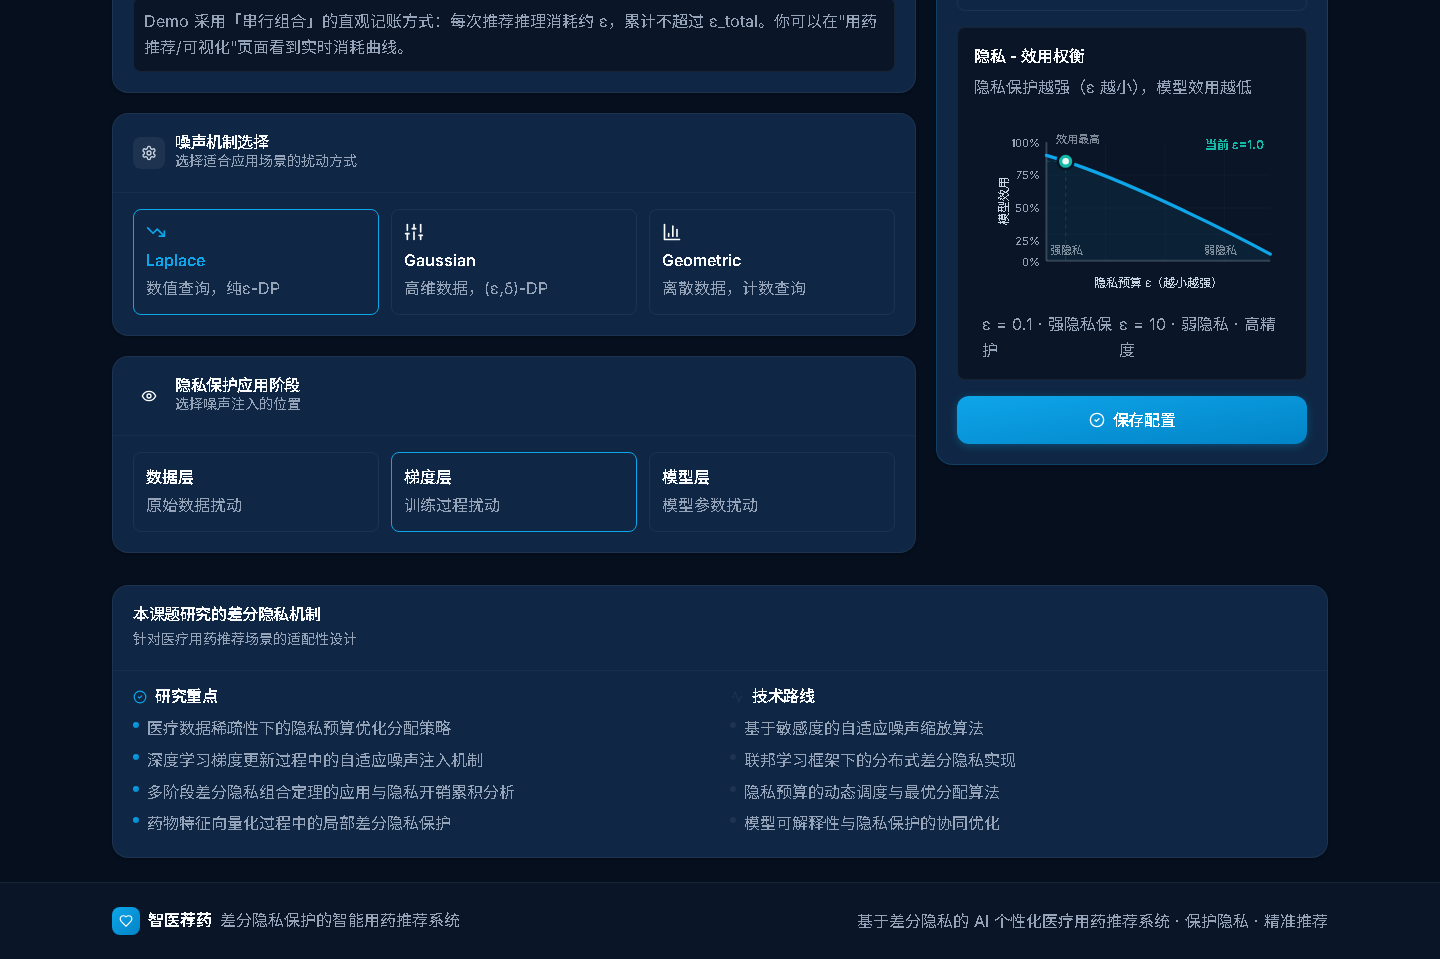 Demo 采用「串行组合」的直观记账方式：每次推荐推理消耗约 ε，累计不超过 ε_total。你可以在"用药
推荐/可视化"页面看到实时消耗曲线。
噪声机制选择
选择适合应用场景的扰动方式
Laplace
数值查询，纯ε-DP
Gaussian
高维数据，(ε,δ)-DP
Geometric
离散数据，计数查询
隐私保护应用阶段
选择噪声注入的位置
数据层
原始数据扰动
梯度层
训练过程扰动
模型层
模型参数扰动
隐私 - 效用权衡
隐私保护越强（ε 越小），模型效用越低
效用最高
当前 ε=1.0
100%
75%
50%
25%
0%
模型效用
强隐私
弱隐私
隐私预算 ε（越小越强）
ε = 0.1 · 强隐私保
护
ε = 10 · 弱隐私 · 高精
度
保存配置
本课题研究的差分隐私机制
针对医疗用药推荐场景的适配性设计
研究重点
医疗数据稀疏性下的隐私预算优化分配策略
深度学习梯度更新过程中的自适应噪声注入机制
多阶段差分隐私组合定理的应用与隐私开销累积分析
药物特征向量化过程中的局部差分隐私保护
技术路线
基于敏感度的自适应噪声缩放算法
联邦学习框架下的分布式差分隐私实现
隐私预算的动态调度与最优分配算法
模型可解释性与隐私保护的协同优化
智医荐药 差分隐私保护的智能用药推荐系统
基于差分隐私的 AI 个性化医疗用药推荐系统 · 保护隐私 · 精准推荐